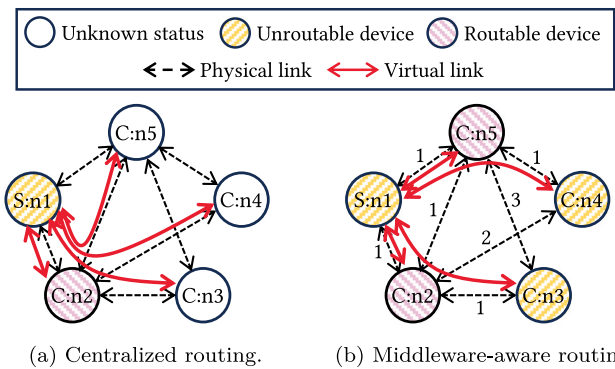 Unknown status Unroutable device Routable device
Physical link Virtual link
C:n5 C:n5
1 1
S:n1 C:n4 S:n1 C:n4
1 3
2
1
C:n2 C:n3 C:n2 C:n3
1
(a) Centralized routing. (b) Middleware-aware routin